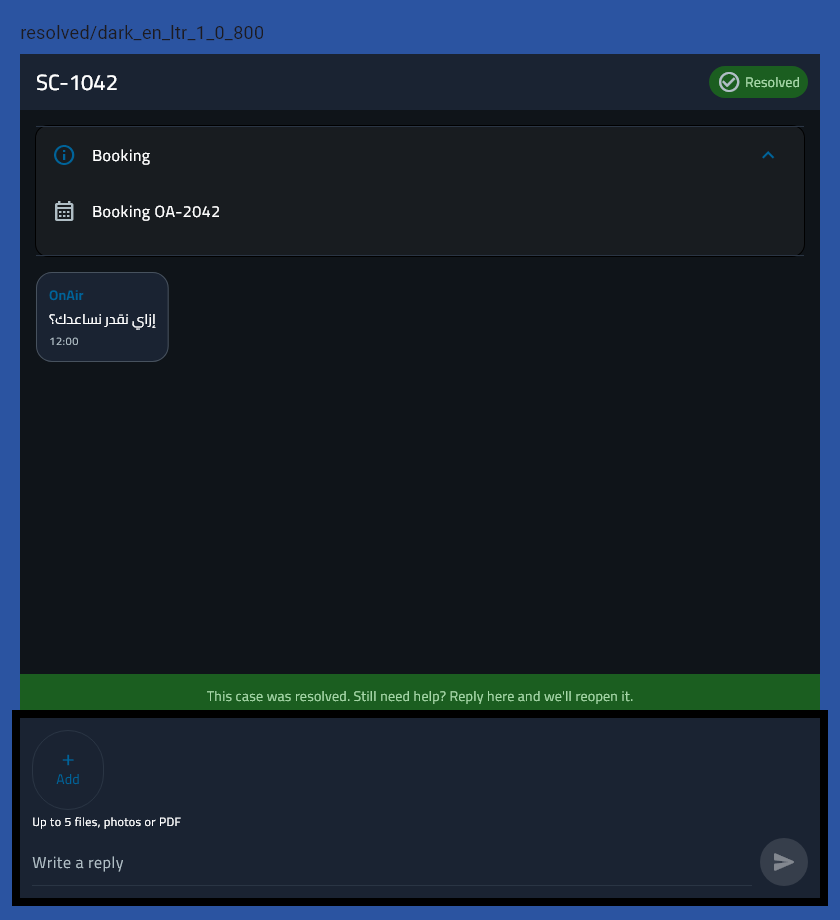 resolved/dark_en_ltr_1_0_800
SC-1042
Resolved
Booking
Booking OA-2042
OnAir
إزاي نقدر نساعدك؟
12:00
This case was resolved. Still need help? Reply here and we'll reopen it.
Add
Up to 5 files, photos or PDF
Write a reply